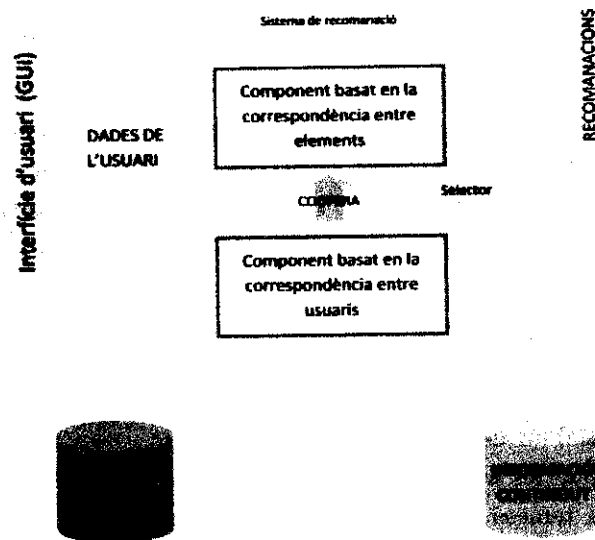 Sistema de recomanació
Interfície d'usuari (GUI)
DADES DE
L'USUARI
Component basat en la
correspondència entre
elements
Selector
Component basat en la
correspondència entre
usuaris
RECOMANACIONS